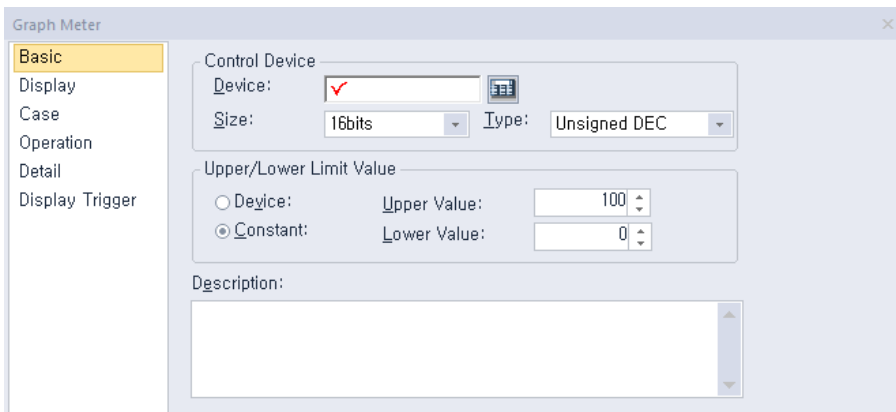 Graph Meter
Basic
Display
Case
Operation
Detail
Display Trigger
Control Device
Device:
Size: 16bits Type: Unsigned DEC
Upper/Lower Limit Value
Device: Upper Value: 100
Constant: Lower Value: 0
Description: